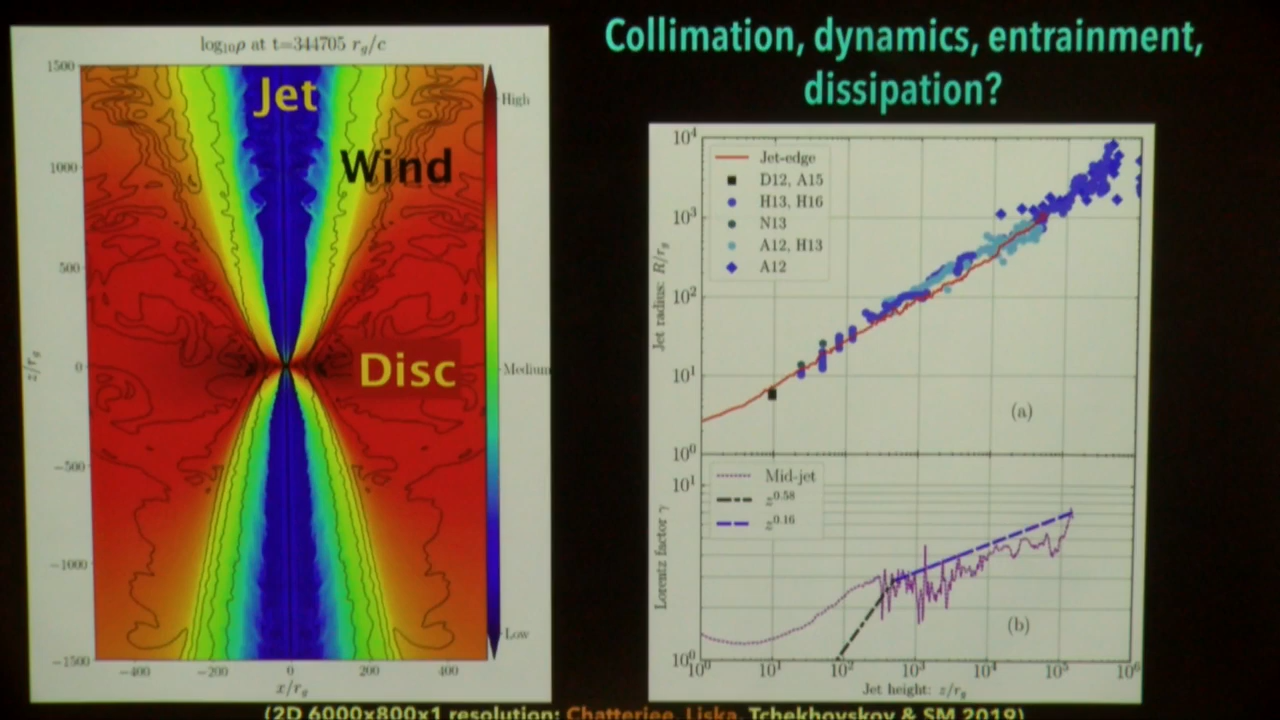 Collimation, dynamics, entrainment,
dissipation?
log₁₀ρ at t=344705 r_g/c
1500
1000
500
0
−500
−1000
−1500
z/r_g
−400
−200
0
200
400
x/r_g
Jet
Wind
Disc
High
Medium
Low
10⁴
10³
10²
10¹
10⁰
Jet radius: R/r_g
Jet-edge
D12, A15
H13, H16
N13
A12, H13
A12
(a)
10¹
10⁰
Lorentz factor γ
Mid-jet
z^0.58
z^0.16
(b)
10⁰
10¹
10²
10³
10⁴
10⁵
10⁶
Jet height: z/r_g
(2D 6000x800x1 resolution: Chatterjee, Liska, Tchekhovskoy & SM 2019)